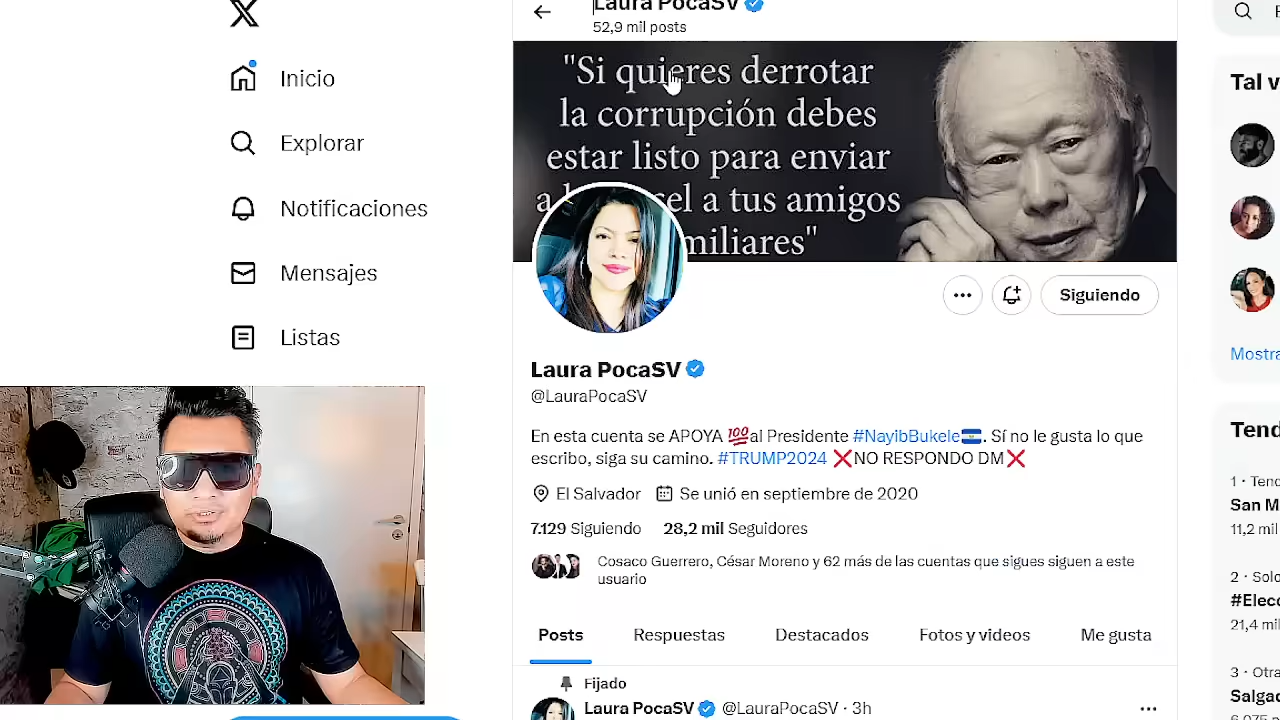 Laura PocaSV
52,9 mil posts
Inicio
Explorar
Notificaciones
Mensajes
Listas
"Si quieres derrotar
la corrupción debes
estar listo para enviar
a tus amigos
Siguiendo
Laura PocaSV
@LauraPocaSV
En esta cuenta se APOYA 💯al Presidente #NayibBukele🇸🇻. Sí no le gusta lo que
escribo, siga su camino. #TRUMP2024 ❌NO RESPONDO DM❌
El Salvador Se unió en septiembre de 2020
7.129 Siguiendo 28,2 mil Seguidores
Cosaco Guerrero, César Moreno y 62 más de las cuentas que sigues siguen a este
usuario
Posts Respuestas Destacados Fotos y videos Me gusta
Fijado
Laura PocaSV @LauraPocaSV · 3h
Tal v
Mostra
Tend
1 · Tend
San M
11,2 mil
2 · Solo
#Elecc
21,4 mil
3 · Otra
Salgad